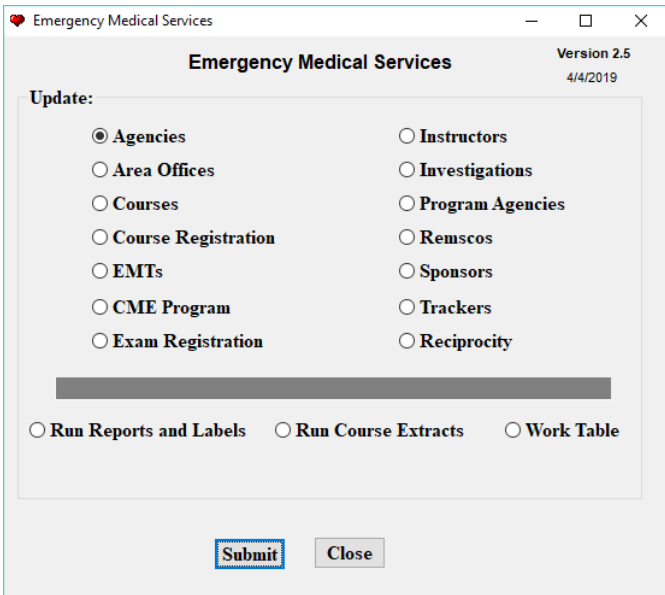 Emergency Medical Services
Emergency Medical Services
Version 2.5
4/4/2019
Update:
Agencies
Instructors
Area Offices
Investigations
Courses
Program Agencies
Course Registration
Remscos
EMTs
Sponsors
CME Program
Trackers
Exam Registration
Reciprocity
Run Reports and Labels
Run Course Extracts
Work Table
Submit
Close